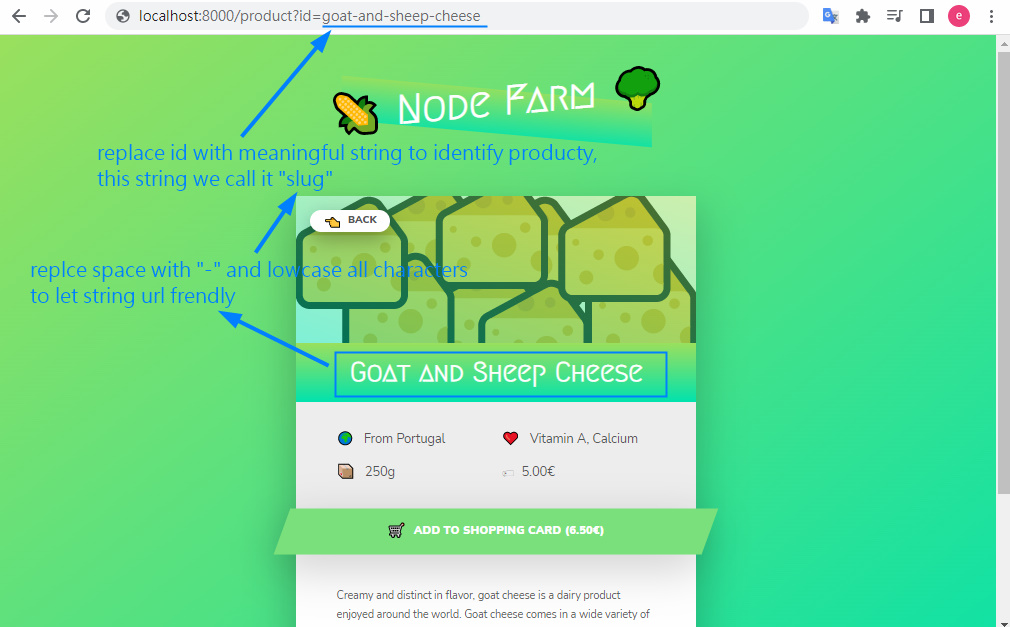 localhost:8000/product?id=goat-and-sheep-cheese
e
Node Farm
replace id with meaningful string to identify producty,
this string we call it "slug"
BACK
replce space with "-" and lowcase all characters
to let string url frendly
Goat and Sheep Cheese
From Portugal
Vitamin A, Calcium
250g
5.00€
ADD TO SHOPPING CARD (6.50€)
Creamy and distinct in flavor, goat cheese is a dairy product
enjoyed around the world. Goat cheese comes in a wide variety of